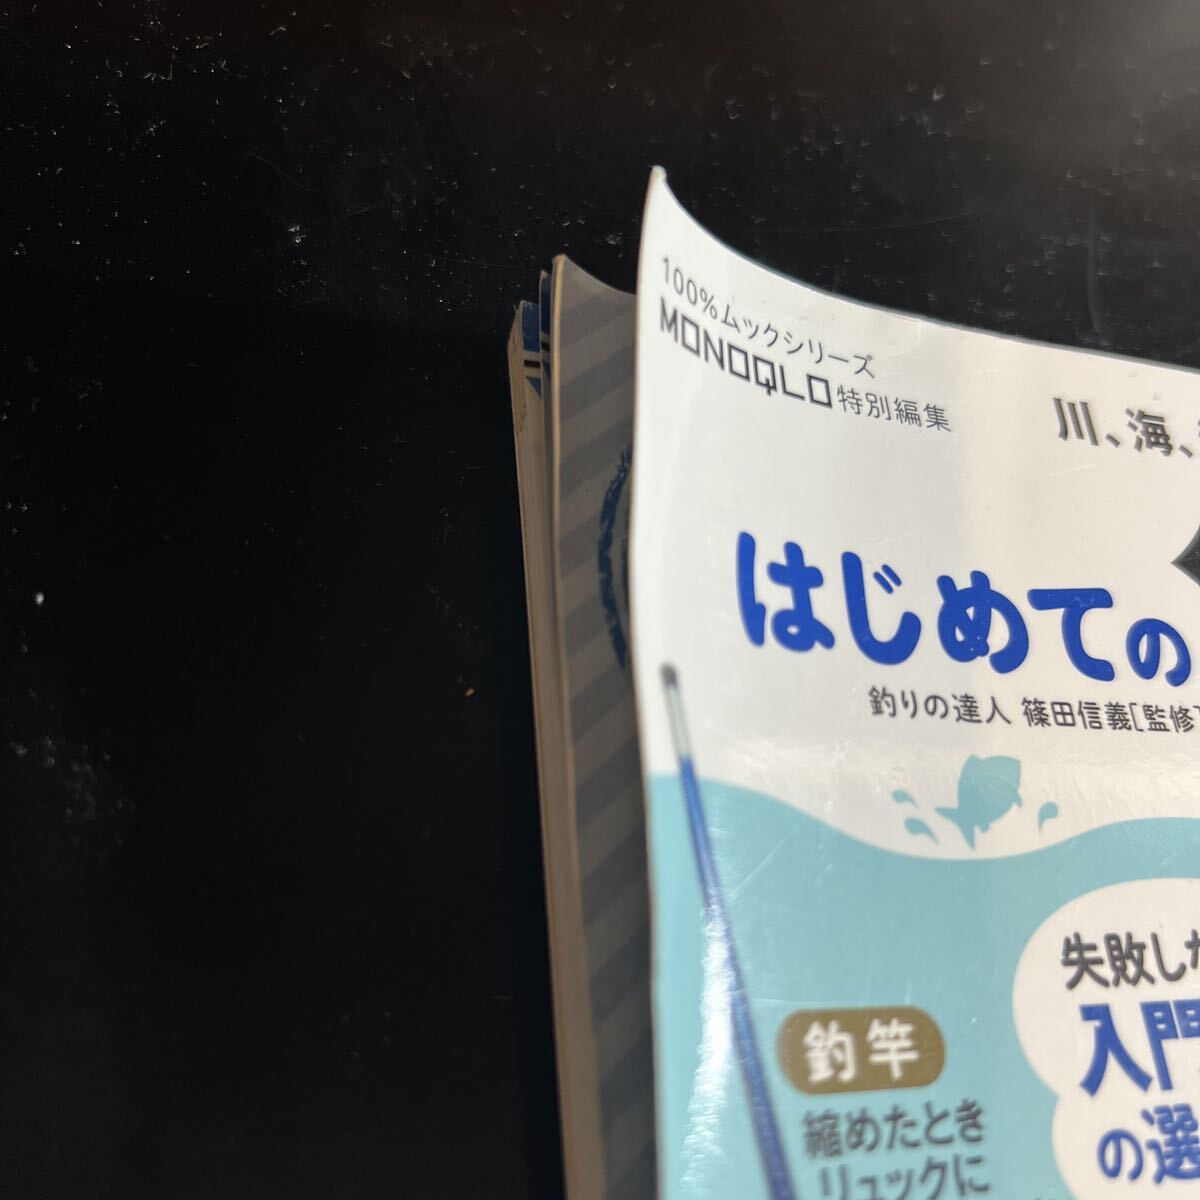 100%ムックシリーズ
MONOQLO特別編集
川、海、
はじめての
釣りの達人 篠田信義[監修]
失敗した
入門
の選
釣竿
縮めたとき
リュックに